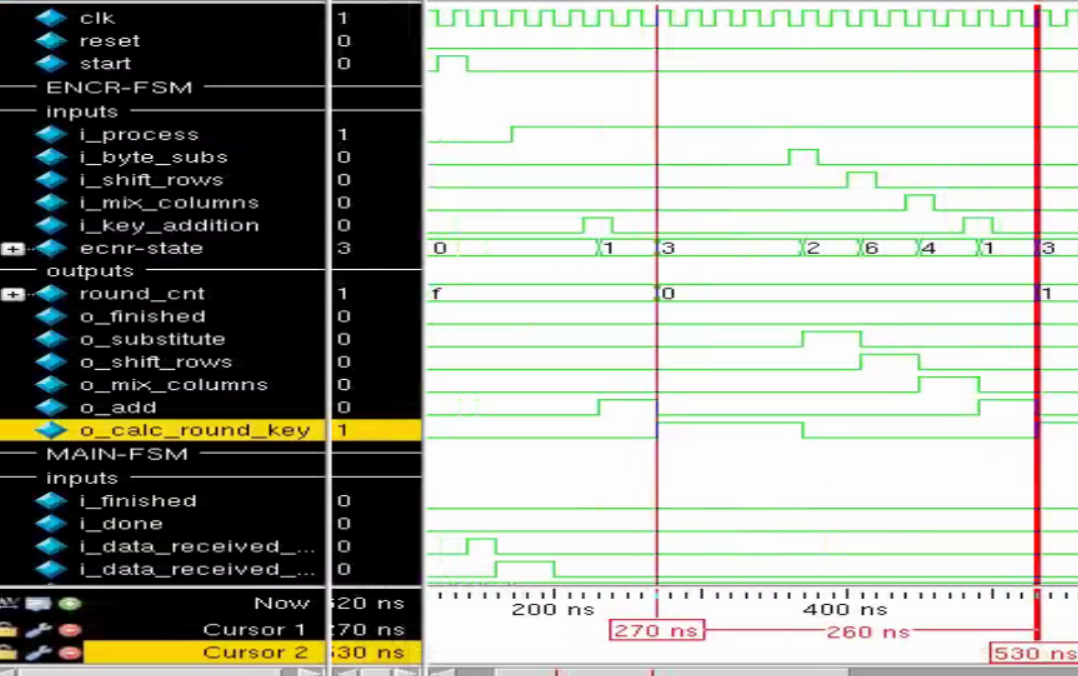 clk 1
reset 0
start 0
ENCR-FSM
inputs
i_process 1
i_byte_subs 0
i_shift_rows 0
i_mix_columns 0
i_key_addition 0
ecnr-state 3 0 1 3 2 6 4 1 3
outputs
round_cnt 1 f 0 1
o_finished 0
o_substitute 0
o_shift_rows 0
o_mix_columns 0
o_add 0
o_calc_round_key 1
MAIN-FSM
inputs
i_finished 0
i_done 0
i_data_received_... 0
i_data_received_... 0
Now 20 ns 200 ns 400 ns
Cursor 1 70 ns 270 ns 260 ns
Cursor 2 30 ns 530 ns